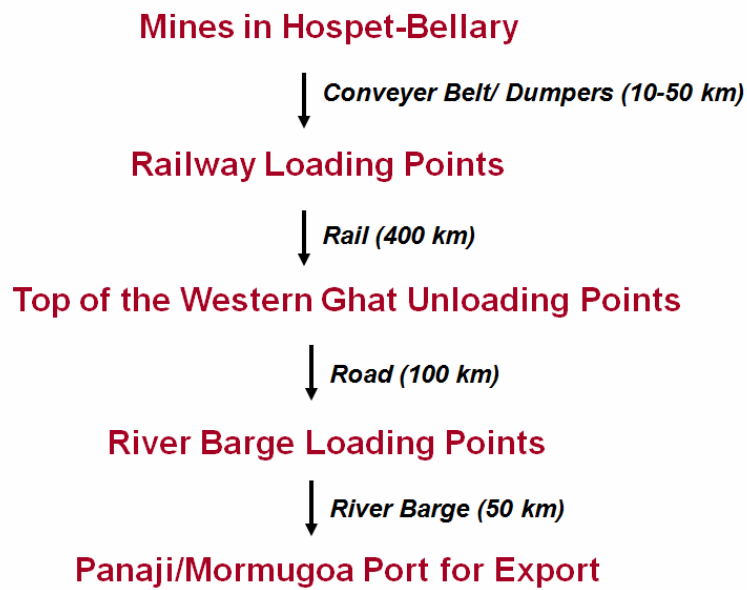 Mines in Hospet-Bellary
Conveyer Belt/ Dumpers (10-50 km)
Railway Loading Points
Rail (400 km)
Top of the Western Ghat Unloading Points
Road (100 km)
River Barge Loading Points
River Barge (50 km)
Panaji/Mormugoa Port for Export